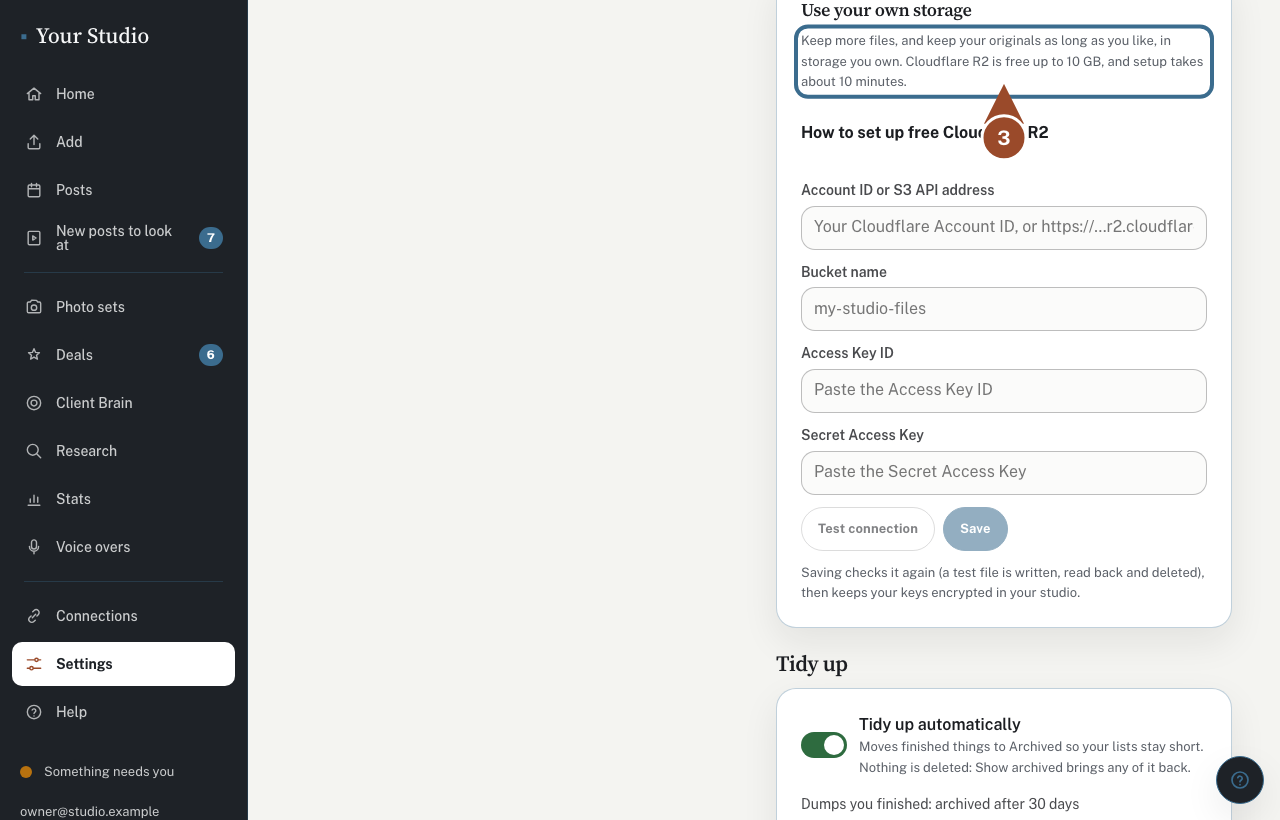 Your Studio
Home
Add
Posts
New posts to look
at
7
Photo sets
Deals
6
Client Brain
Research
Stats
Voice overs
Connections
Settings
Help
Something needs you
owner@studio.example
Use your own storage
Keep more files, and keep your originals as long as you like, in
storage you own. Cloudflare R2 is free up to 10 GB, and setup takes
about 10 minutes.
How to set up free Clou R2
3
Account ID or S3 API address
Your Cloudflare Account ID, or https://…r2.cloudflar
Bucket name
my-studio-files
Access Key ID
Paste the Access Key ID
Secret Access Key
Paste the Secret Access Key
Test connection
Save
Saving checks it again (a test file is written, read back and deleted),
then keeps your keys encrypted in your studio.
Tidy up
Tidy up automatically
Moves finished things to Archived so your lists stay short.
Nothing is deleted: Show archived brings any of it back.
Dumps you finished: archived after 30 days